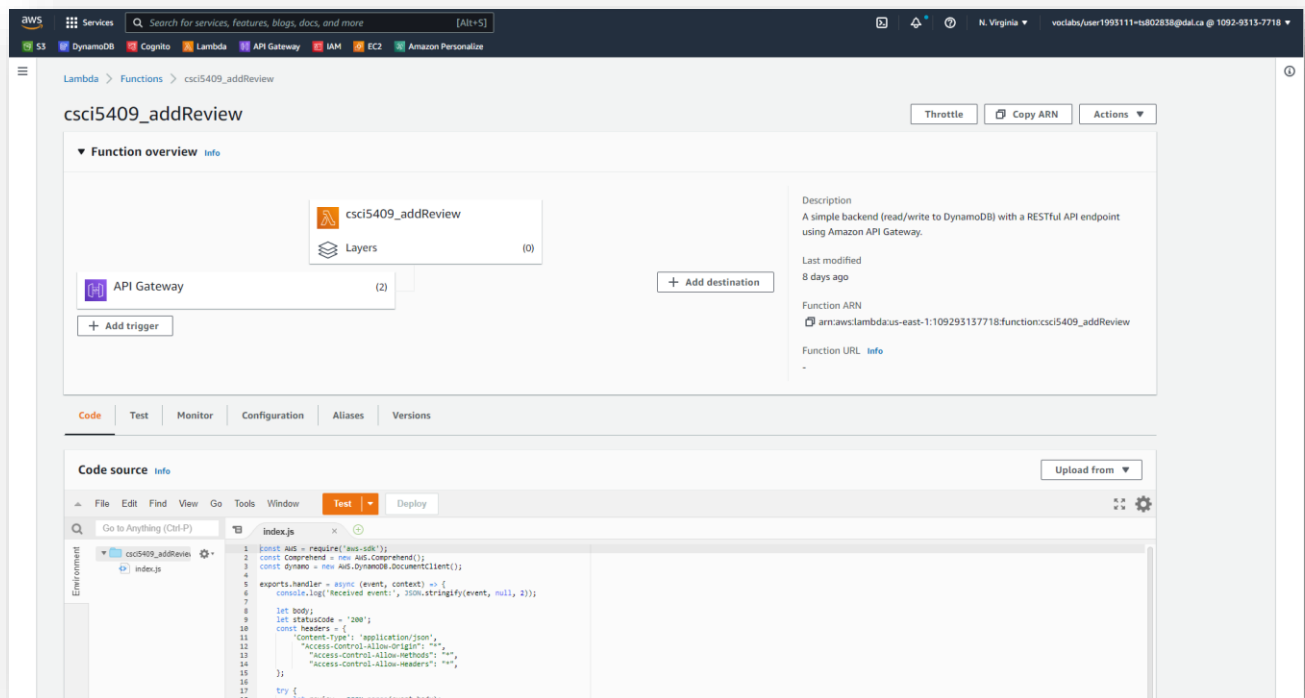 aws Services Search for services, features, blogs, docs, and more [Alt+S] N. Virginia ▼ voclabs/user1993111=ts802838@dal.ca @ 1092-9313-7718 ▼
S3 DynamoDB Cognito Lambda API Gateway IAM EC2 Amazon Personalize
Lambda > Functions > csci5409_addReview
csci5409_addReview
Throttle Copy ARN Actions ▼
▼ Function overview Info
csci5409_addReview
Layers (0)
API Gateway (2)
+ Add trigger
+ Add destination
Description
A simple backend (read/write to DynamoDB) with a RESTful API endpoint
using Amazon API Gateway.
Last modified
8 days ago
Function ARN
arn:aws:lambda:us-east-1:109293137718:function:csci5409_addReview
Function URL Info
-
Code Test Monitor Configuration Aliases Versions
Code source Info
Upload from ▼
File Edit Find View Go Tools Window Test Deploy
Go to Anything (Ctrl-P) index.js ×
Environment
csci5409_addReview
index.js
1 const AWS = require('aws-sdk');
2 const Comprehend = new AWS.Comprehend();
3 const dynamo = new AWS.DynamoDB.DocumentClient();
4
5 exports.handler = async (event, context) => {
6 console.log('Received event:', JSON.stringify(event, null, 2));
7
8 let body;
9 let statusCode = '200';
10 const headers = {
11 'Content-Type': 'application/json',
12 "Access-Control-Allow-Origin": "*",
13 "Access-Control-Allow-Methods": "*",
14 "Access-Control-Allow-Headers": "*",
15 };
16
17 try {